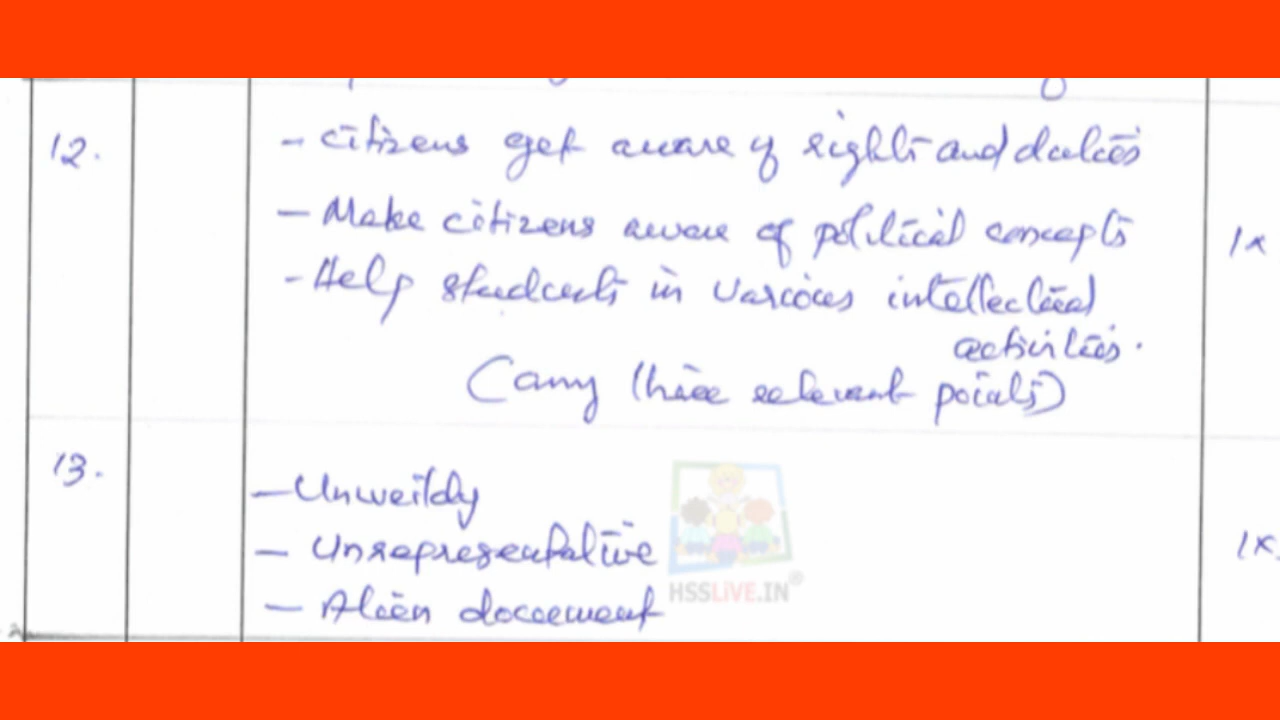 12.
- Citizens get aware of rights and duties
- Make citizens aware of political concepts
- Help students in various intellectual
activities.
(any three relevant points)
1x
13.
- Unweildy
- Unrepresentative
- Alien document
1x
HSSLIVE.IN®